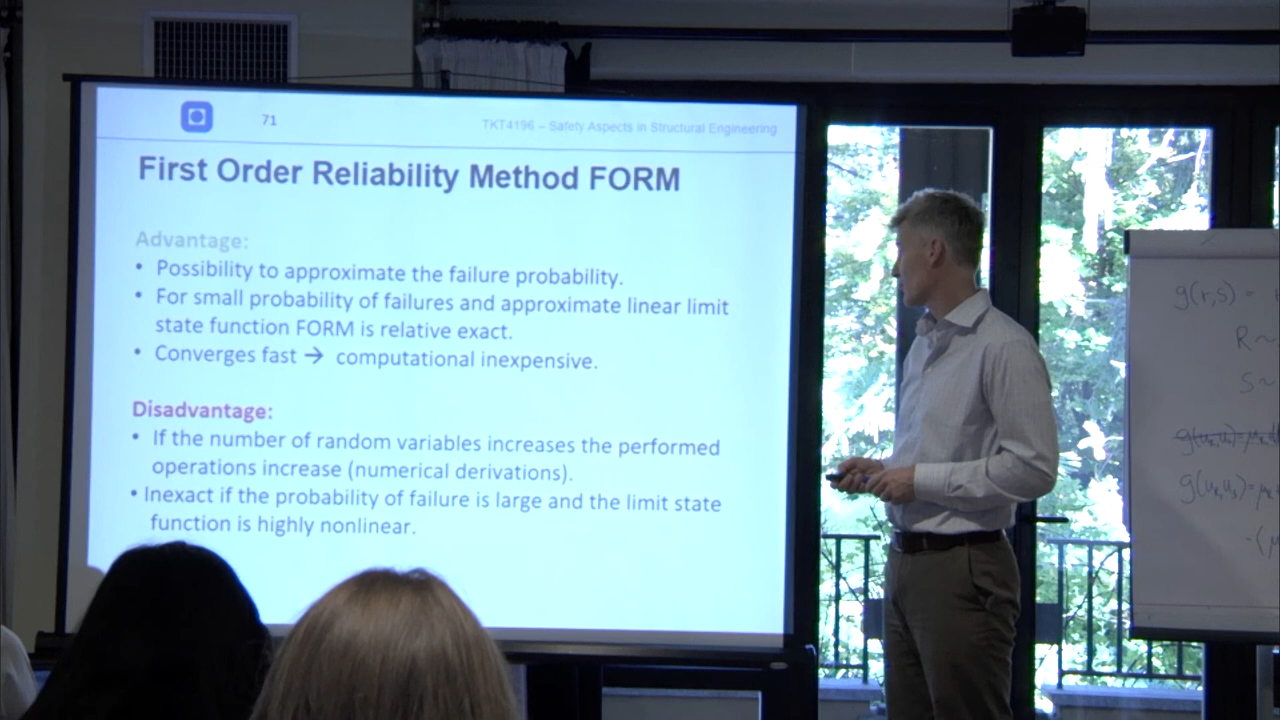 71
TKT4196 – Safety Aspects in Structural Engineering
First Order Reliability Method FORM
Advantage:
• Possibility to approximate the failure probability.
• For small probability of failures and approximate linear limit
state function FORM is relative exact.
• Converges fast → computational inexpensive.
Disadvantage:
• If the number of random variables increases the performed
operations increase (numerical derivations).
• Inexact if the probability of failure is large and the limit state
function is highly nonlinear.
g(r,s) =
R ~
S ~